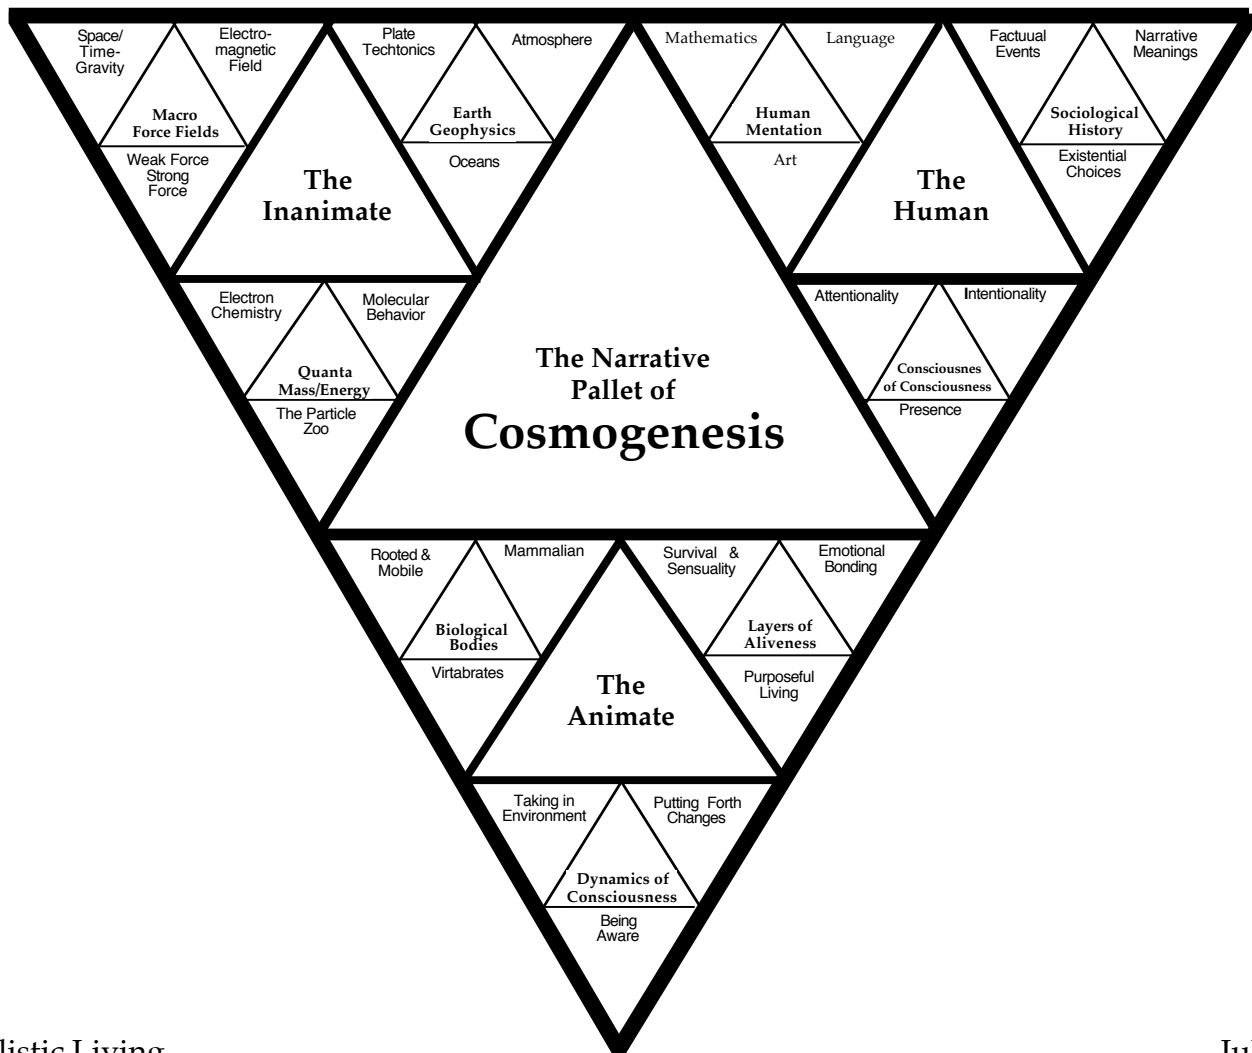 Space/
Time-
Gravity
Electro-
magnetic
Field
Macro
Force Fields
Weak Force
Strong
Force
The
Inanimate
Plate
Techtonics
Atmosphere
Earth
Geophysics
Oceans
Electron
Chemistry
Molecular
Behavior
Quanta
Mass/Energy
The Particle
Zoo
Mathematics
Language
Human
Mentation
Art
The
Human
Factuual
Events
Narrative
Meanings
Sociological
History
Existential
Choices
Attentionality
Intentionality
Consciousnes
of Consciousness
Presence
The Narrative
Pallet of
Cosmogenesis
Rooted &
Mobile
Mammalian
Biological
Bodies
Virtabrates
The
Animate
Survival &
Sensuality
Emotional
Bonding
Layers of
Aliveness
Purposeful
Living
Taking in
Environment
Putting Forth
Changes
Dynamics of
Consciousness
Being
Aware
listic Living